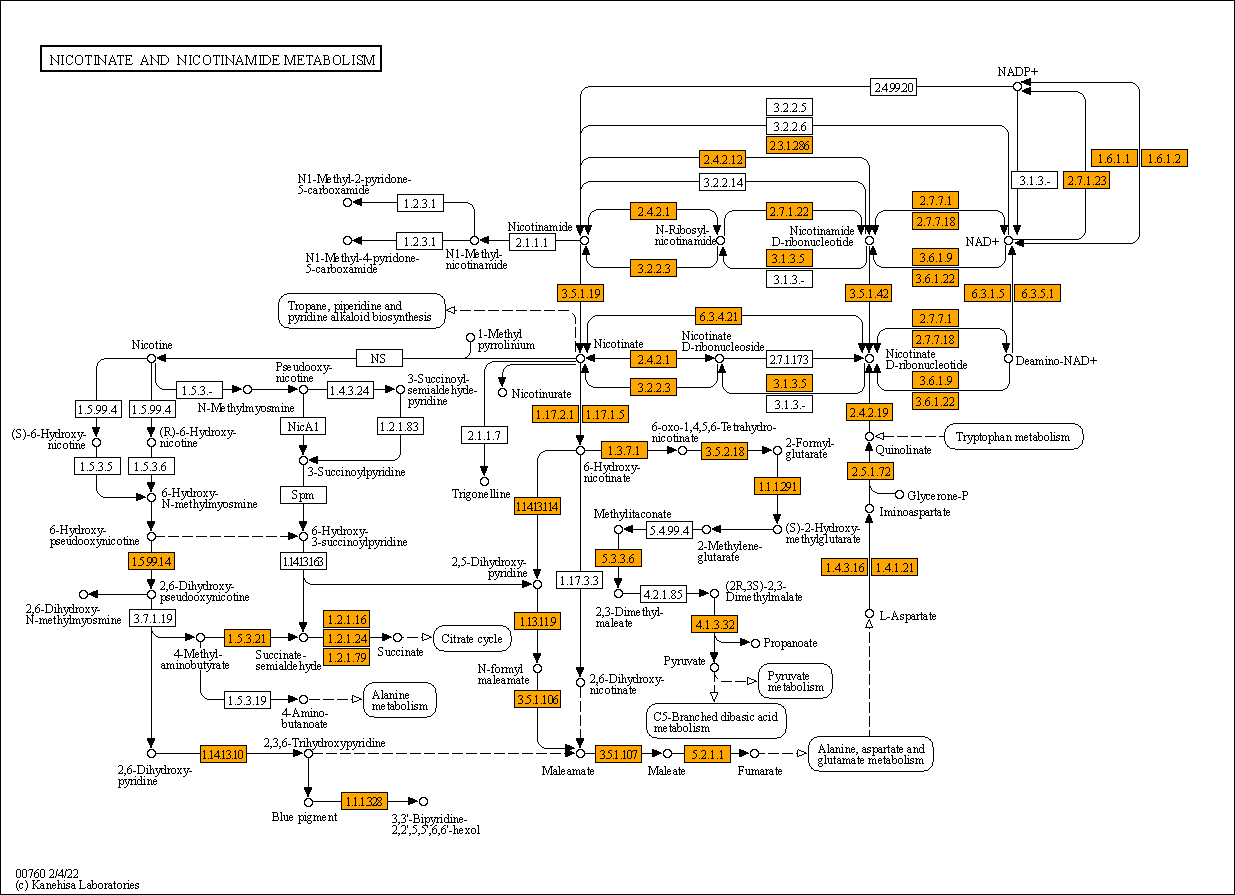 NICOTINATE AND NICOTINAMIDE METABOLISM
NADP+
2.4.99.20
3.2.2.5
3.2.2.6
2.3.1.286
2.4.2.12
1.6.1.1
1.6.1.2
3.2.2.14
3.1.3.-
2.7.1.23
N1-Methyl-2-pyridone-
5-carboxamide
1.2.3.1
2.4.2.1
2.7.1.22
2.7.7.1
2.7.7.18
Nicotinamide
N-Ribosyl-
nicotinamide
Nicotinamide
D-ribonucleotide
NAD+
1.2.3.1
2.1.1.1
N1-Methyl-4-pyridone-
5-carboxamide
N1-Methyl-
nicotinamide
3.2.2.3
3.1.3.5
3.1.3.-
3.6.1.9
3.6.1.22
3.5.1.19
3.5.1.42
6.3.1.5
6.3.5.1
Tropane, piperidine and
pyridine alkaloid biosynthesis
6.3.4.21
2.7.7.1
2.7.7.18
1-Methyl
pyrrolinium
Nicotine
NS
Nicotinate
Nicotinate
D-ribonucleoside
2.4.2.1
2.7.1.173
Nicotinate
D-ribonucleotide
Deamino-NAD+
Pseudooxy-
nicotine
1.5.3.-
1.4.3.24
3-Succinoyl-
semialdehyde-
pyridine
N-Methylmyosmine
Nicotinurate
3.2.2.3
3.1.3.5
3.1.3.-
3.6.1.9
3.6.1.22
1.5.99.4
1.5.99.4
1.17.2.1
1.17.1.5
2.4.2.19
(S)-6-Hydroxy-
nicotine
(R)-6-Hydroxy-
nicotine
NicA1
1.2.1.83
2.1.1.7
6-oxo-1,4,5,6-Tetrahydro-
nicotinate
2-Formyl-
glutarate
Quinolinate
Tryptophan metabolism
1.5.3.5
1.5.3.6
3-Succinoylpyridine
6-Hydroxy-
nicotinate
1.3.7.1
3.5.2.18
2.5.1.72
6-Hydroxy-
N-methylmyosmine
Spm
Trigonelline
1.1.1.291
Glycerone-P
1.14.13.114
Iminoaspartate
Methylitaconate
5.4.99.4
(S)-2-Hydroxy-
methylglutarate
2-Methylene-
glutarate
6-Hydroxy-
pseudooxynicotine
6-Hydroxy-
3-succinoylpyridine
1.5.99.14
1.14.13.163
2,5-Dihydroxy-
pyridine
5.3.3.6
1.4.3.16
1.4.1.21
1.17.3.3
2,6-Dihydroxy-
pseudooxynicotine
4.2.1.85
(2R,3S)-2,3-
Dimethylmalate
2,6-Dihydroxy-
N-methylmyosmine
3.7.1.19
2,3-Dimethyl-
maleate
L-Aspartate
1.13.11.9
4.1.3.32
1.5.3.21
1.2.1.16
1.2.1.24
1.2.1.79
Citrate cycle
Propanoate
4-Methyl-
aminobutyrate
Succinate-
semialdehyde
Succinate
N-formyl
maleamate
Pyruvate
1.5.3.19
Alanine
metabolism
3.5.1.106
2,6-Dihydroxy-
nicotinate
Pyruvate
metabolism
4-Amino-
butanoate
C5-Branched dibasic acid
metabolism
2,3,6-Trihydroxypyridine
1.14.13.10
3.5.1.107
5.2.1.1
Alanine, aspartate and
glutamate metabolism
2,6-Dihydroxy-
pyridine
Maleamate
Maleate
Fumarate
1.1.1.328
Blue pigment
3,3'-Bipyridine-
2,2',5,5',6,6'-hexol
00760 2/4/22
(c) Kanehisa Laboratories